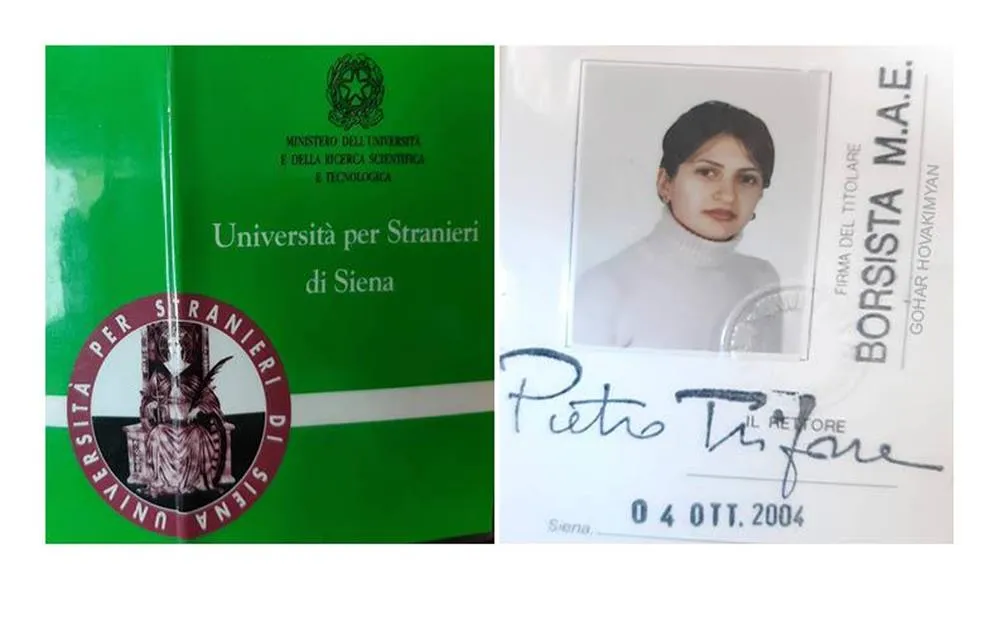 MINISTERO DELL'UNIVERSITÀ
E DELLA RICERCA SCIENTIFICA
E TECNOLOGICA
Università per Stranieri
di Siena
UNIVERSITÀ PER STRANIERI DI SIENA
FIRMA DEL TITOLARE
BORSISTA M.A.E.
GOHAR HOVAKIMYAN
IL RETTORE
Pietro Trifone
Siena, 04 OTT. 2004